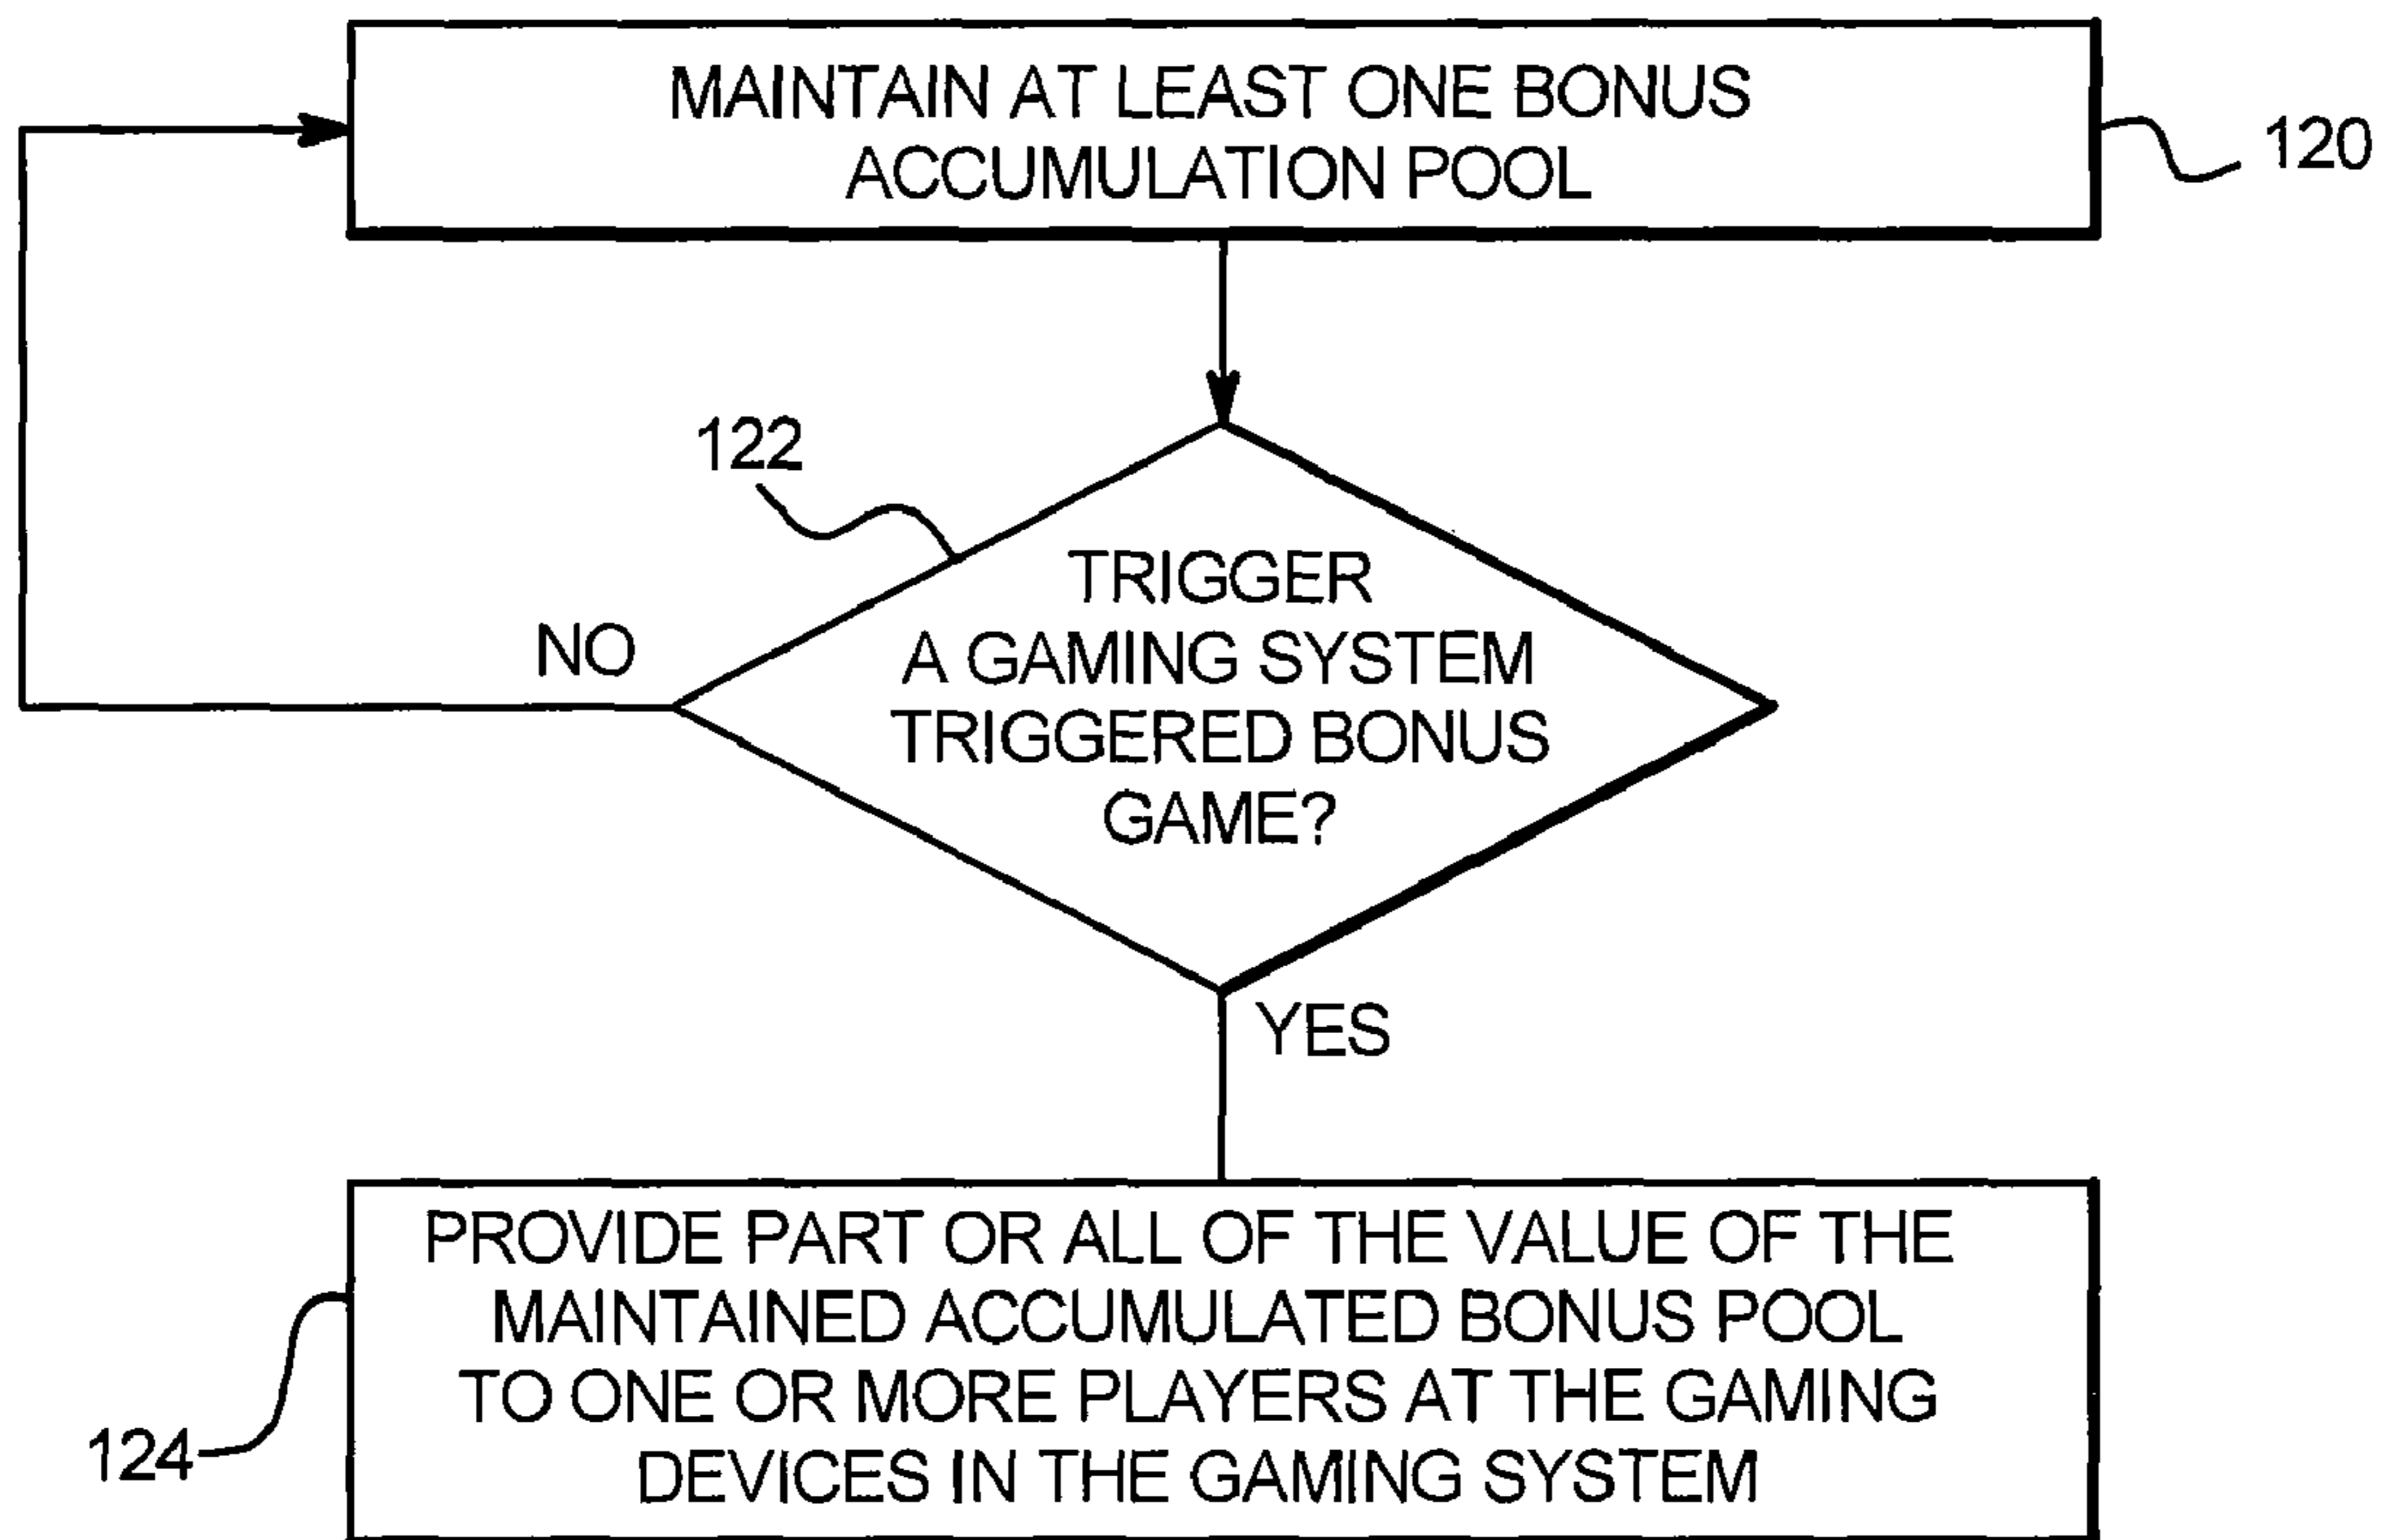 MAINTAIN AT LEAST ONE BONUS
ACCUMULATION POOL
120
122
TRIGGER
A GAMING SYSTEM
TRIGGERED BONUS
GAME?
NO
YES
PROVIDE PART OR ALL OF THE VALUE OF THE
MAINTAINED ACCUMULATED BONUS POOL
TO ONE OR MORE PLAYERS AT THE GAMING
DEVICES IN THE GAMING SYSTEM
124